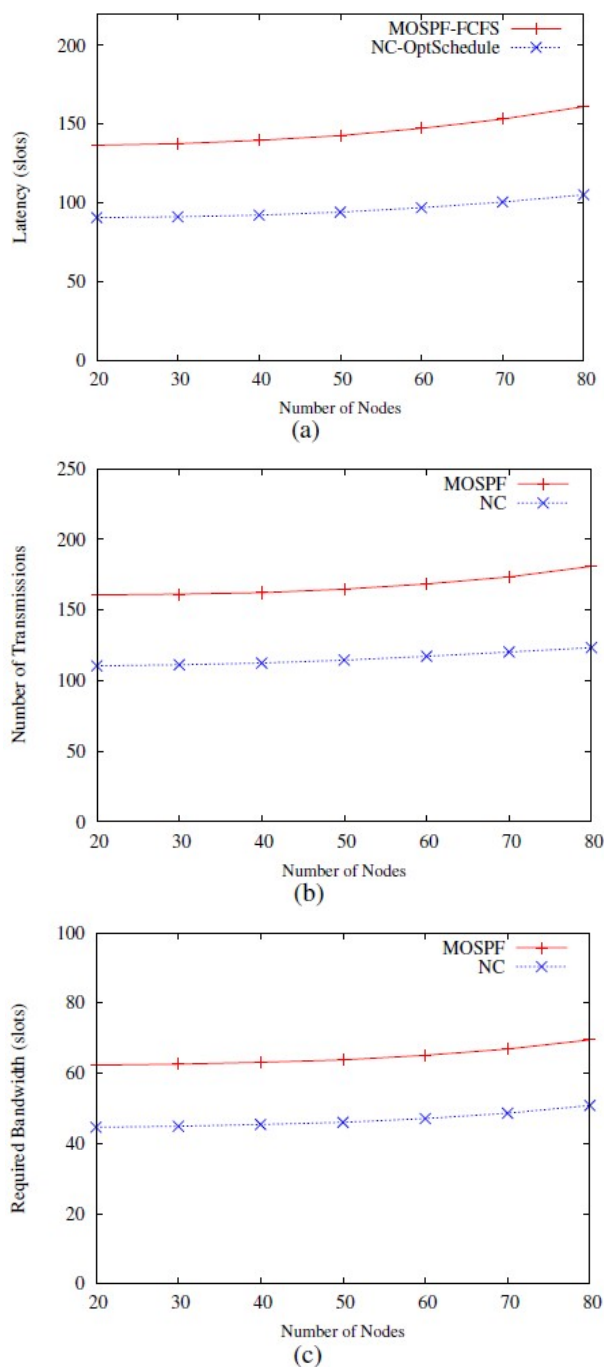 MOSPF-FCFS
NC-OptSchedule
200
150
100
50
0
Latency (slots)
20 30 40 50 60 70 80
Number of Nodes
(a)
250
MOSPF
NC
200
150
100
50
0
Number of Transmissions
20 30 40 50 60 70 80
Number of Nodes
(b)
100
MOSPF
NC
80
60
40
20
0
Required Bandwidth (slots)
20 30 40 50 60 70 80
Number of Nodes
(c)